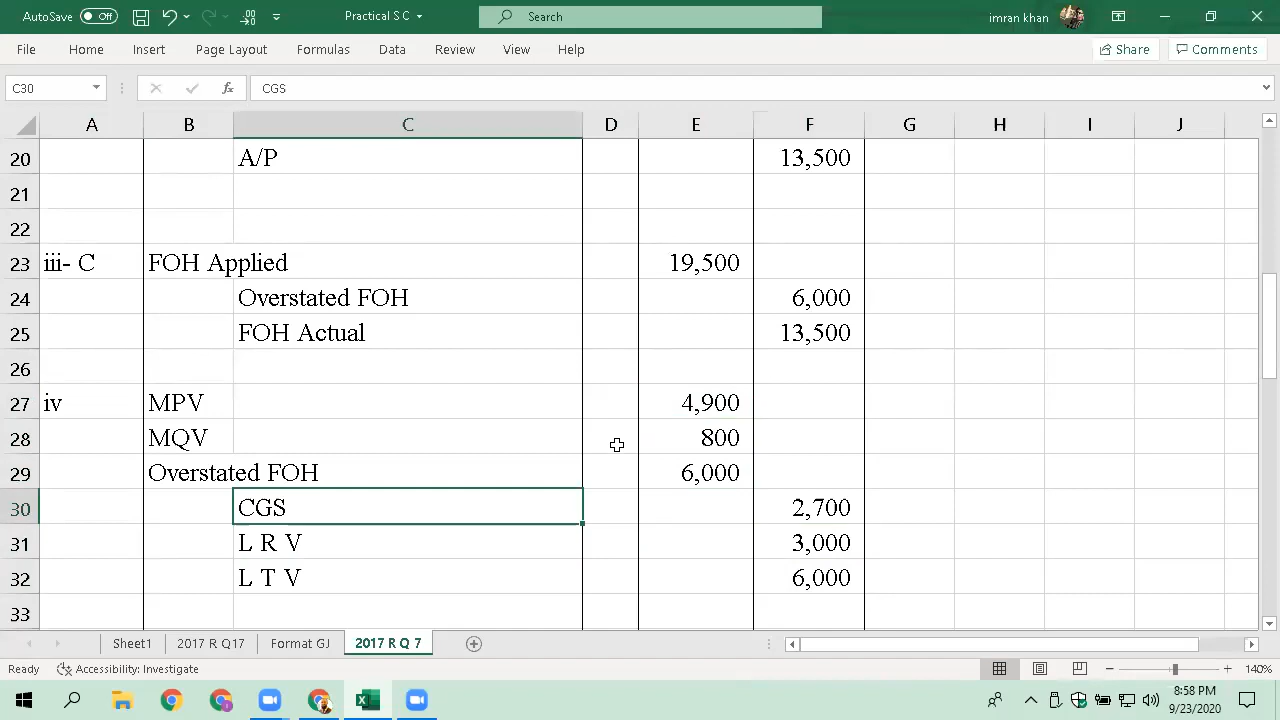 AutoSave Off Practical S C Search imran khan
File Home Insert Page Layout Formulas Data Review View Help Share Comments
C30 fx CGS
A B C D E F G H I J
20 A/P 13,500
21
22
23 iii- C FOH Applied 19,500
24 Overstated FOH 6,000
25 FOH Actual 13,500
26
27 iv MPV 4,900
28 MQV 800
29 Overstated FOH 6,000
30 CGS 2,700
31 L R V 3,000
32 L T V 6,000
33
Sheet1 2017 R Q17 Format GJ 2017 R Q 7
Ready Accessibility: Investigate 140%
8:58 PM
9/23/2020